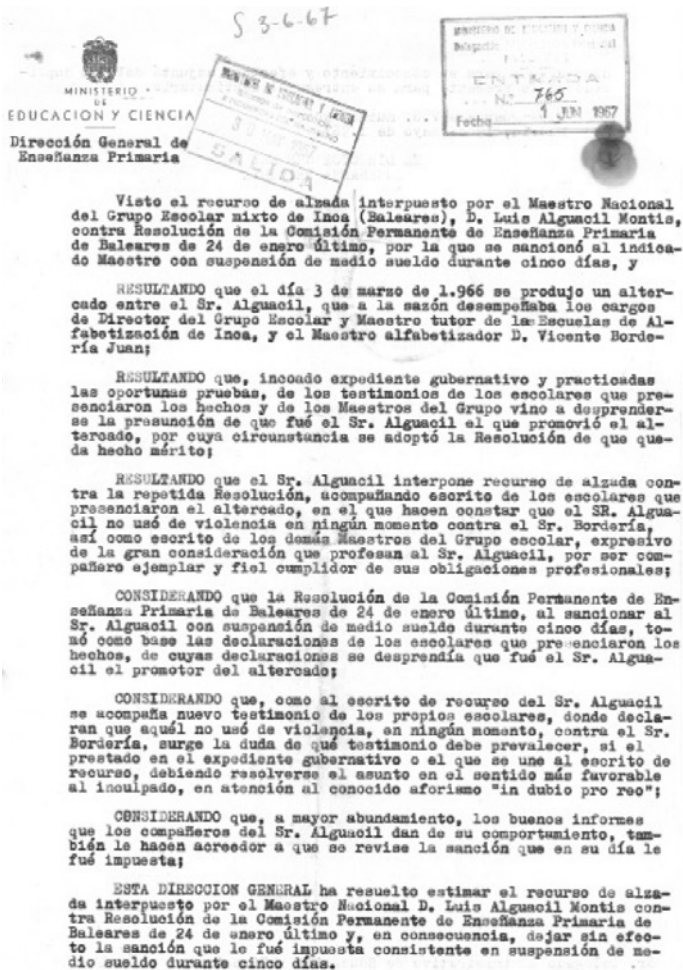 S 3-6-67
MINISTERIO DE EDUCACION Y CIENCIA
ENTRADA
N.º 765
Fecha 1 JUN 1967
SALIDA
MINISTERIO
DE
EDUCACION Y CIENCIA
Dirección General de
Enseñanza Primaria
Visto el recurso de alzada interpuesto por el Maestro Nacional
del Grupo Escolar mixto de Inca (Baleares), D. Luis Alguacil Montis,
contra Resolución de la Comisión Permanente de Enseñanza Primaria
de Baleares de 24 de enero último, por la que se sancionó al indica-
do Maestro con suspensión de medio sueldo durante cinco días, y
RESULTANDO que el día 3 de marzo de 1.966 se produjo un alter-
cado entre el Sr. Alguacil, que a la sazón desempeñaba los cargos
de Director del Grupo Escolar y Maestro tutor de las Escuelas de Al-
fabetización de Inca, y el Maestro alfabetizador D. Vicente Borde-
ría Juan;
RESULTANDO que, incoado expediente gubernativo y practicadas
las oportunas pruebas, de los testimonios de los escolares que pre-
senciaron los hechos y de los Maestros del Grupo vino a desprender-
se la presunción de que fué el Sr. Alguacil el que promovió el al-
tercado, por cuya circunstancia se adoptó la Resolución de que que-
da hecho mérito;
RESULTANDO que el Sr. Alguacil interpone recurso de alzada con-
tra la repetida Resolución, acompañando escrito de los escolares que
presenciaron el altercado, en el que hacen constar que el SR. Algua-
cil no usó de violencia en ningún momento contra el Sr. Bordería,
así como escrito de los demás Maestros del Grupo escolar, expresivo
de la gran consideración que profesan al Sr. Alguacil, por ser com-
pañero ejemplar y fiel cumplidor de sus obligaciones profesionales;
CONSIDERANDO que la Resolución de la Comisión Permanente de En-
señanza Primaria de Baleares de 24 de enero último, al sancionar al
Sr. Alguacil con suspensión de medio sueldo durante cinco días, to-
mó como base las declaraciones de los escolares que presenciaron los
hechos, de cuyas declaraciones se desprendía que fué el Sr. Algua-
cil el promotor del altercado;
CONSIDERANDO que, como al escrito de recurso del Sr. Alguacil
se acompaña nuevo testimonio de los propios escolares, donde decla-
ran que aquél no usó de violencia, en ningún momento, contra el Sr.
Bordería, surge la duda de qué testimonio debe prevalecer, si el
prestado en el expediente gubernativo o el que se une al escrito de
recurso, debiendo resolverse el asunto en el sentido más favorable
al inculpado, en atención al conocido aforismo "in dubio pro reo";
CONSIDERANDO que, a mayor abundamiento, los buenos informes
que los compañeros del Sr. Alguacil dan de su comportamiento, tam-
bién le hacen acreedor a que se revise la sanción que en su día le
fué impuesta;
ESTA DIRECCION GENERAL ha resuelto estimar el recurso de alza-
da interpuesto por el Maestro Nacional D. Luis Alguacil Montis con-
tra Resolución de la Comisión Permanente de Enseñanza Primaria de
Baleares de 24 de enero último y, en consecuencia, dejar sin efec-
to la sanción que le fué impuesta consistente en suspensión de me-
dio sueldo durante cinco días.